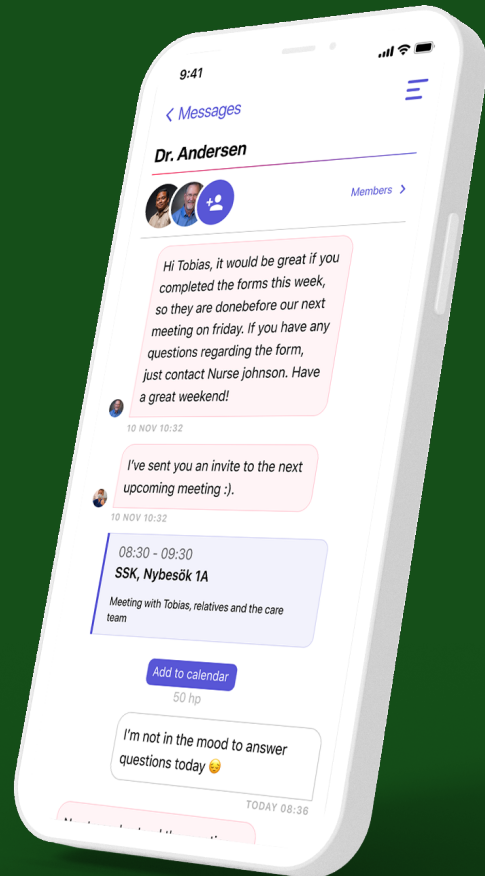 9:41
Messages
Dr. Andersen
Members
Hi Tobias, it would be great if you
completed the forms this week,
so they are donebefore our next
meeting on friday. If you have any
questions regarding the form,
just contact Nurse johnson. Have
a great weekend!
10 NOV 10:32
I've sent you an invite to the next
upcoming meeting :).
10 NOV 10:32
08:30 - 09:30
SSK, Nybesök 1A
Meeting with Tobias, relatives and the care
team
Add to calendar
50 hp
I'm not in the mood to answer
questions today 😔
TODAY 08:36